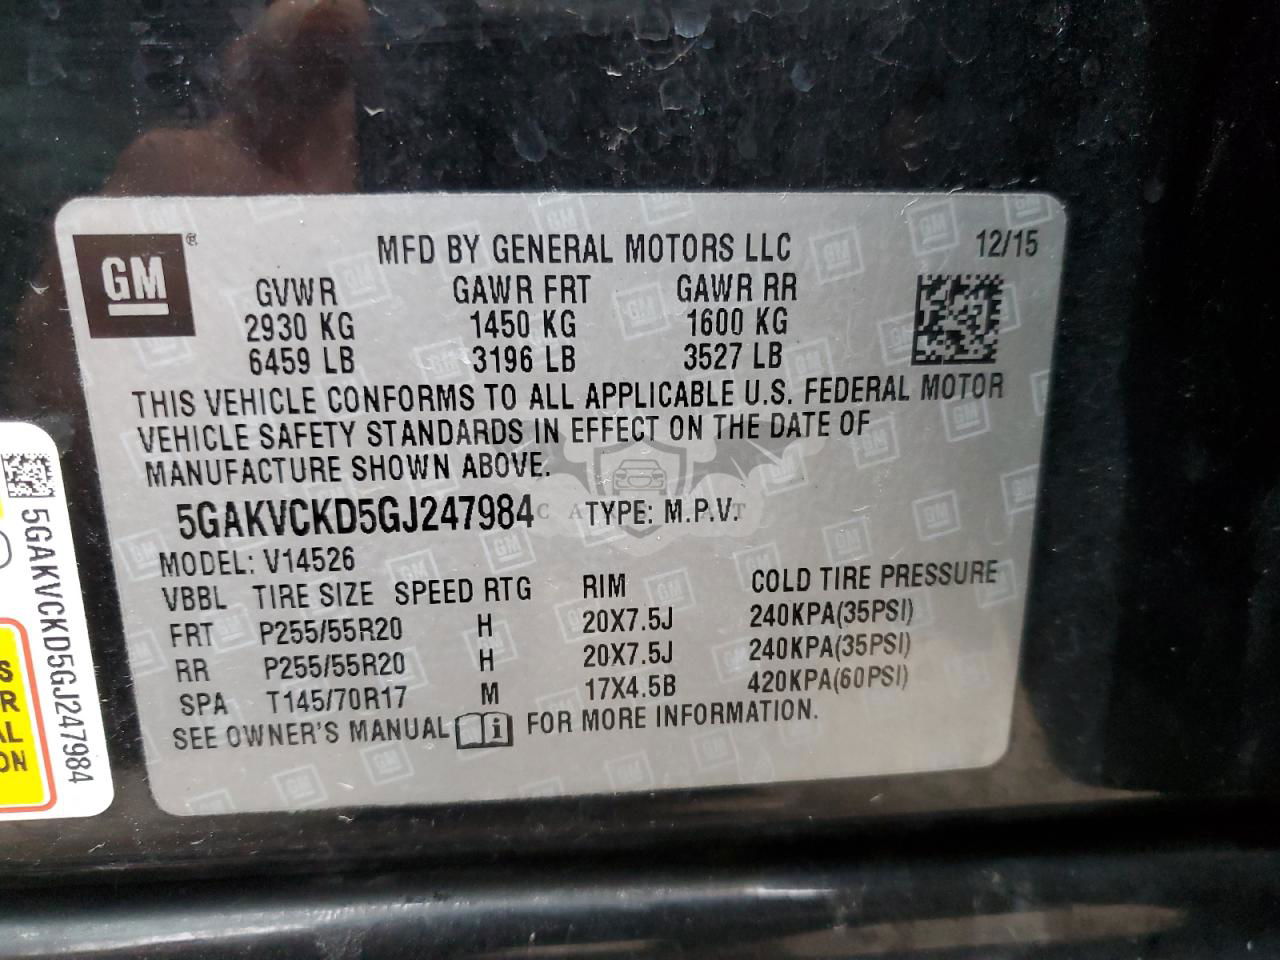 GM
®
MFD BY GENERAL MOTORS LLC
12/15
GVWR GAWR FRT GAWR RR
2930 KG 1450 KG 1600 KG
6459 LB 3196 LB 3527 LB
THIS VEHICLE CONFORMS TO ALL APPLICABLE U.S. FEDERAL MOTOR
VEHICLE SAFETY STANDARDS IN EFFECT ON THE DATE OF
MANUFACTURE SHOWN ABOVE.
5GAKVCKD5GJ247984 TYPE: M.P.V.
MODEL: V14526
VBBL TIRE SIZE SPEED RTG RIM COLD TIRE PRESSURE
FRT P255/55R20 H 20X7.5J 240KPA(35PSI)
RR P255/55R20 H 20X7.5J 240KPA(35PSI)
SPA T145/70R17 M 17X4.5B 420KPA(60PSI)
SEE OWNER'S MANUAL i FOR MORE INFORMATION.
5GAKVCKD5GJ247984
S
R
AL
ON